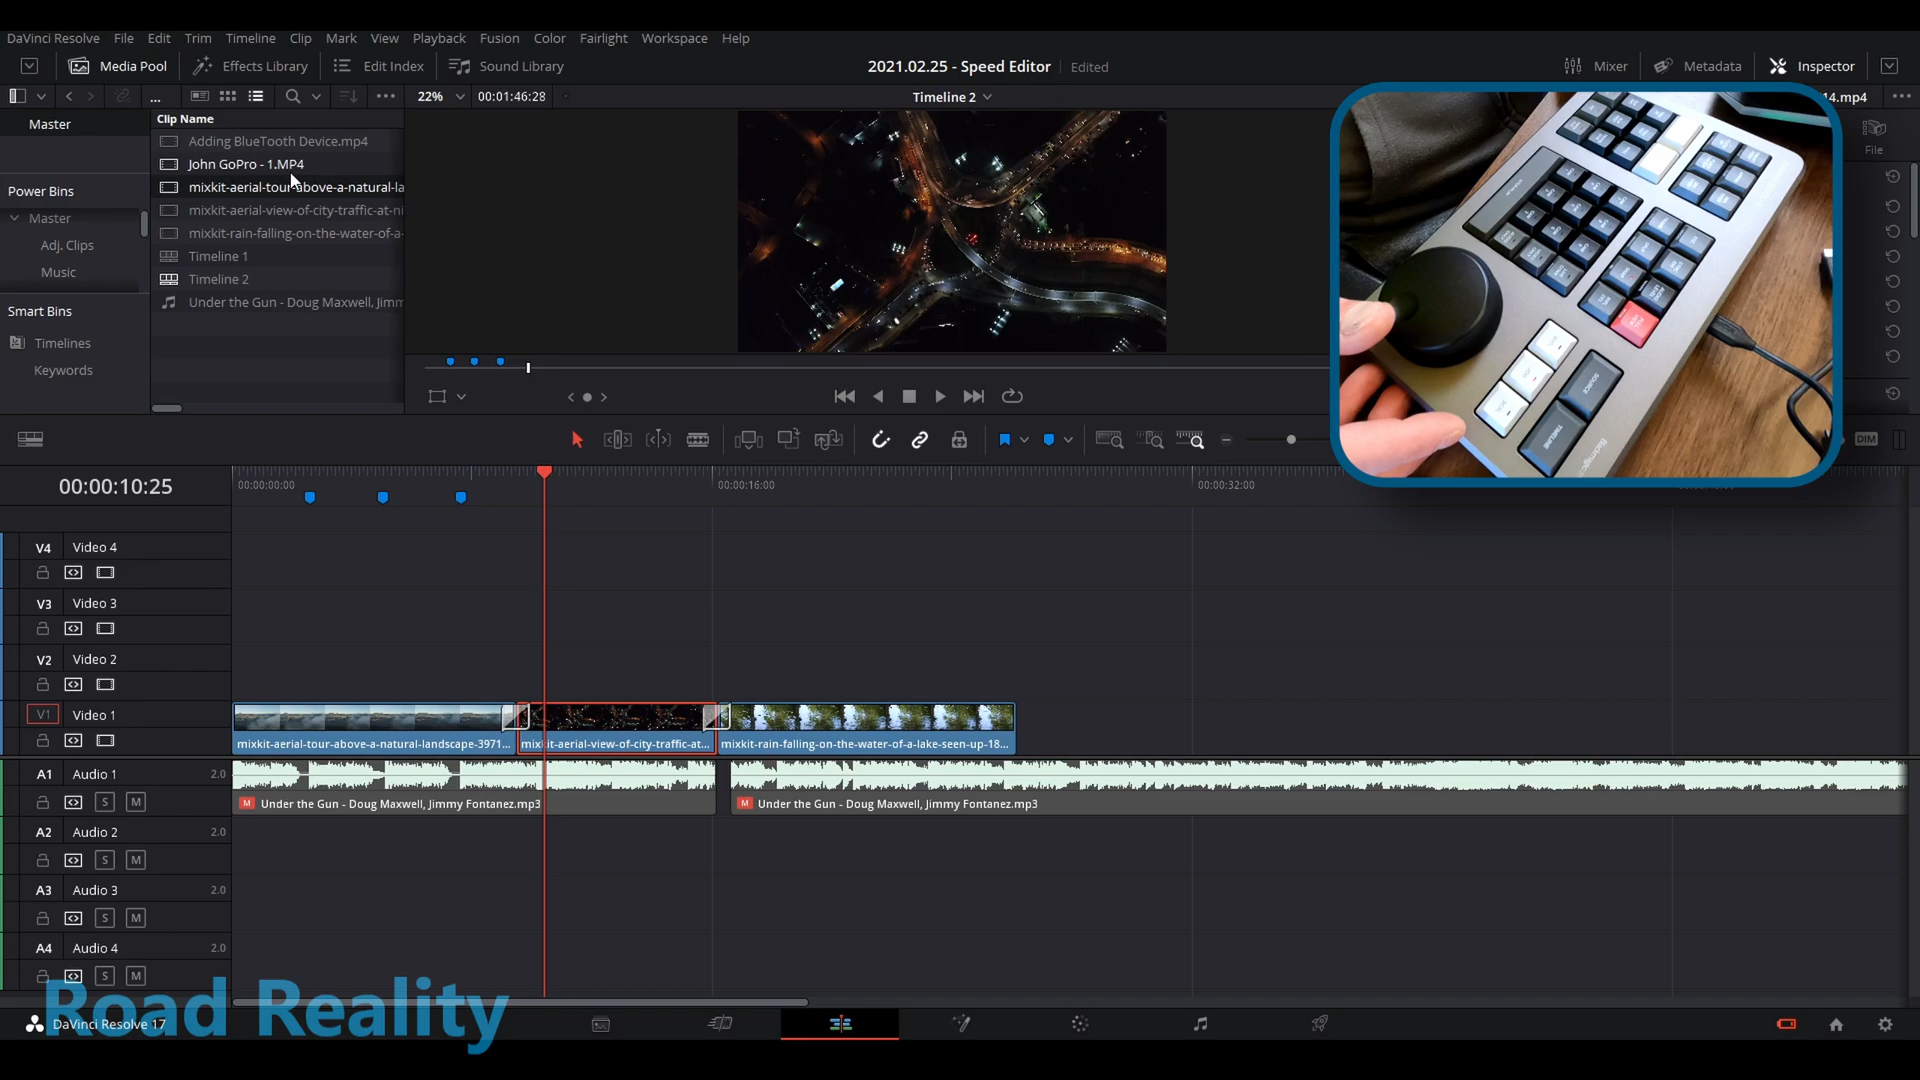 DaVinci Resolve File Edit Trim Timeline Clip Mark View Playback Fusion Color Fairlight Workspace Help
Media Pool Effects Library Edit Index Sound Library 2021.02.25 - Speed Editor Edited Mixer Metadata Inspector
... 22% 00:01:46:28 Timeline 2 14.mp4
Master
Clip Name
Adding BlueTooth Device.mp4
John GoPro - 1.MP4
mixkit-aerial-tour-above-a-natural-la
mixkit-aerial-view-of-city-traffic-at-ni
mixkit-rain-falling-on-the-water-of-a-
Timeline 1
Timeline 2
Under the Gun - Doug Maxwell, Jimm
Power Bins
Master
Adj. Clips
Music
Smart Bins
Timelines
Keywords
File
SOURCE
TIMELINE
DIM
00:00:10:25
00:00:00:00 00:00:16:00 00:00:32:00
V4 Video 4
V3 Video 3
V2 Video 2
V1 Video 1
mixkit-aerial-tour-above-a-natural-landscape-3971... mixkit-aerial-view-of-city-traffic-at... mixkit-rain-falling-on-the-water-of-a-lake-seen-up-18...
A1 Audio 1 2.0
S M
M Under the Gun - Doug Maxwell, Jimmy Fontanez.mp3 M Under the Gun - Doug Maxwell, Jimmy Fontanez.mp3
A2 Audio 2 2.0
S M
A3 Audio 3 2.0
S M
A4 Audio 4 2.0
S M
Road Reality
DaVinci Resolve 17